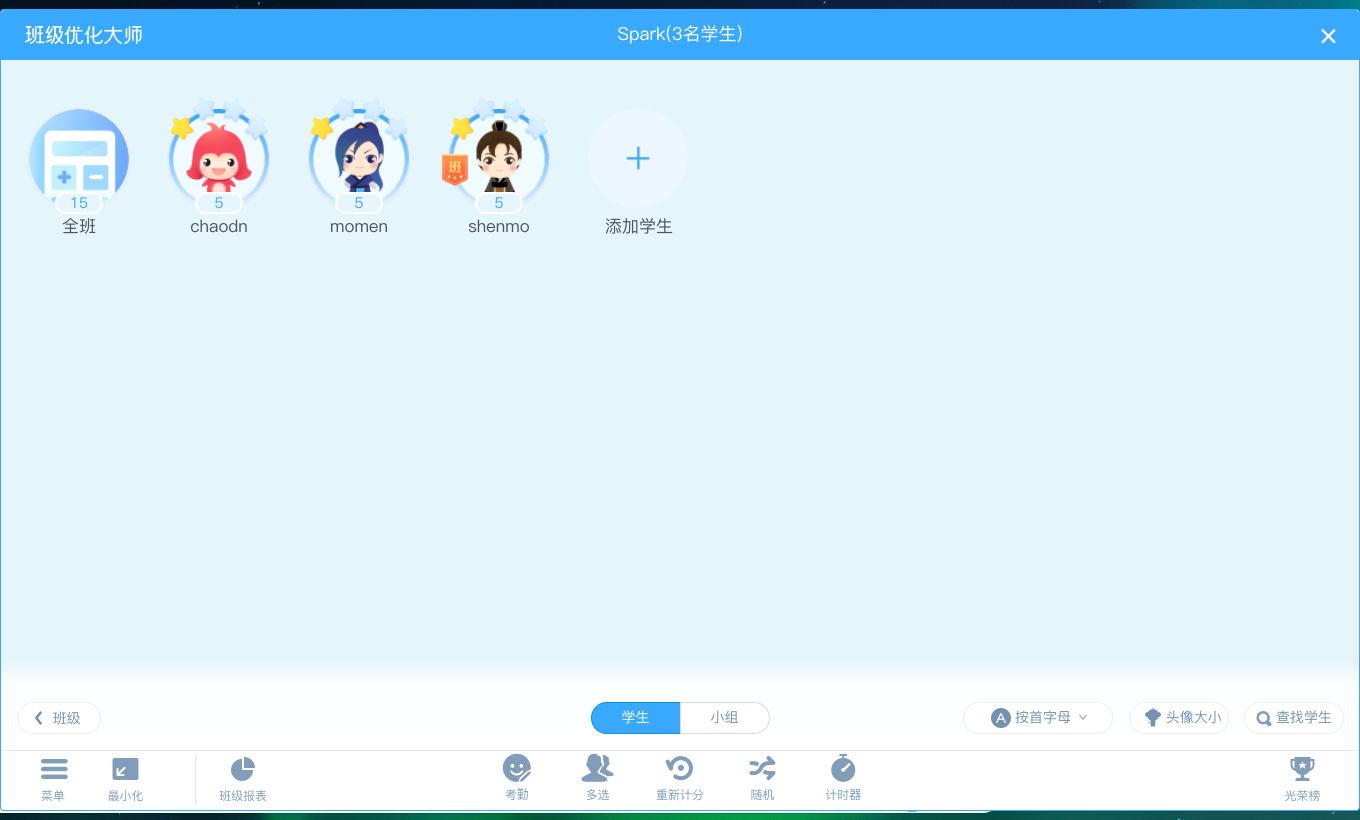 班级优化大师
Spark(3名学生)
班
15
5
5
5
全班
chaodn
momen
shenmo
添加学生
班级
学生
小组
A 按首字母
头像大小
查找学生
菜单
最小化
班级报表
考勤
多选
重新计分
随机
计时器
光荣榜